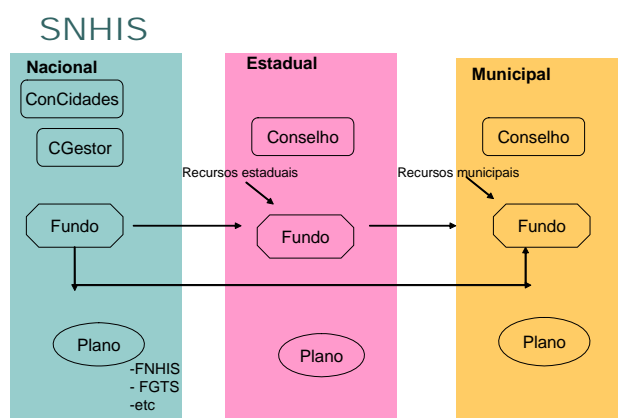 SNHIS
Nacional
ConCidades
CGestor
Fundo
Plano
-FNHIS
- FGTS
-etc
Estadual
Conselho
Recursos estaduais
Fundo
Plano
Municipal
Conselho
Recursos municipais
Fundo
Plano